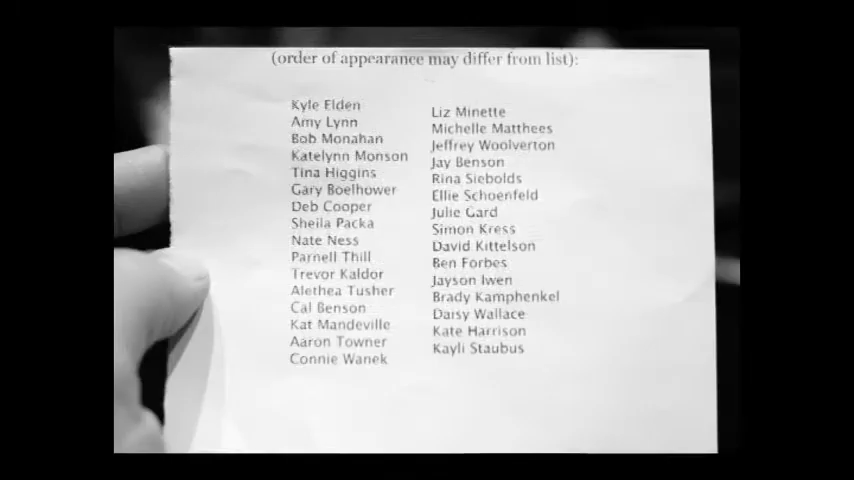 (order of appearance may differ from list):
Kyle Elden
Amy Lynn
Bob Monahan
Katelynn Monson
Tina Higgins
Gary Boelhower
Deb Cooper
Sheila Packa
Nate Ness
Parnell Thill
Trevor Kaldor
Alethea Tusher
Cal Benson
Kat Mandeville
Aaron Towner
Connie Wanek
Liz Minette
Michelle Matthees
Jeffrey Woolverton
Jay Benson
Rina Siebolds
Ellie Schoenfeld
Julie Gard
Simon Kress
David Kittelson
Ben Forbes
Jayson Iwen
Brady Kamphenkel
Daisy Wallace
Kate Harrison
Kayli Staubus